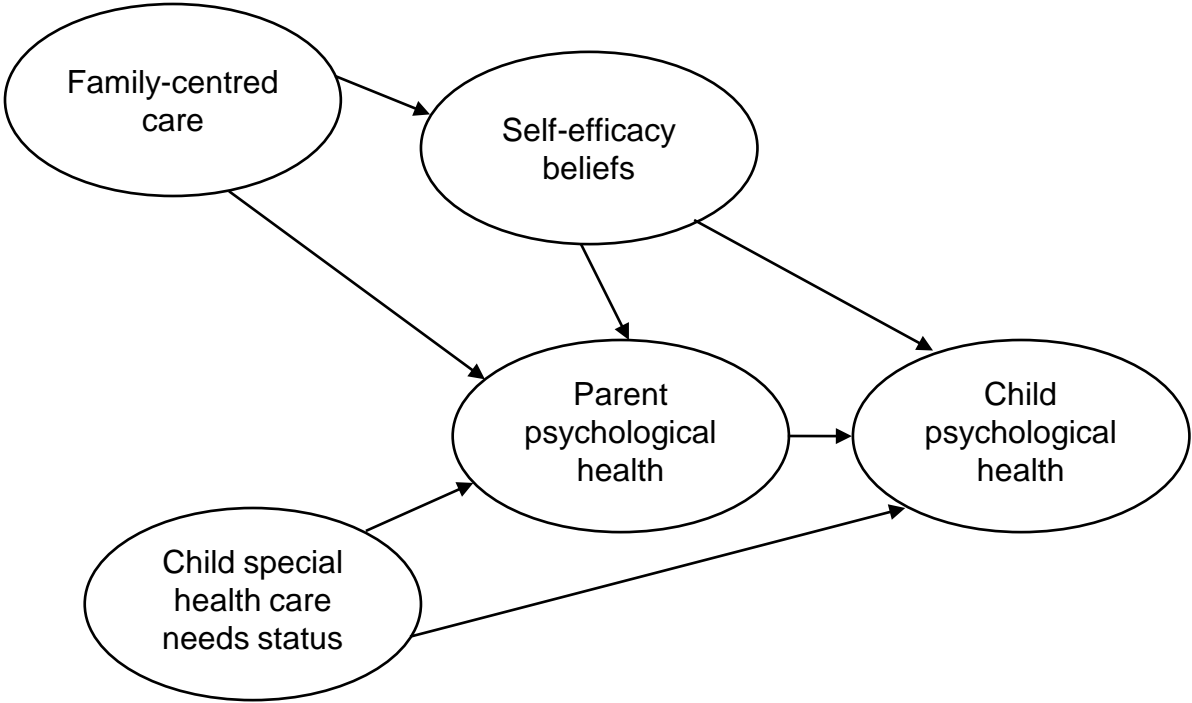 Family-centred
care
Self-efficacy
beliefs
Parent
psychological
health
Child
psychological
health
Child special
health care
needs status